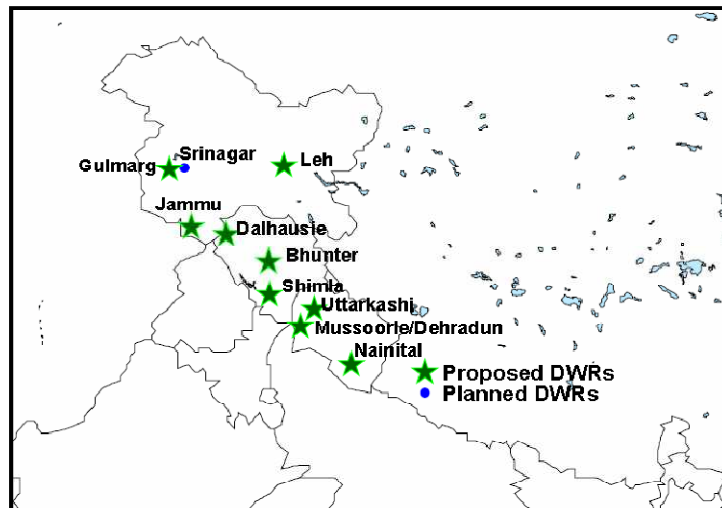 Srinagar
Gulmarg
Leh
Jammu
Dalhausie
Bhunter
Shimla
Uttarkashi
Mussoorie/Dehradun
Nainital
Proposed DWRs
Planned DWRs